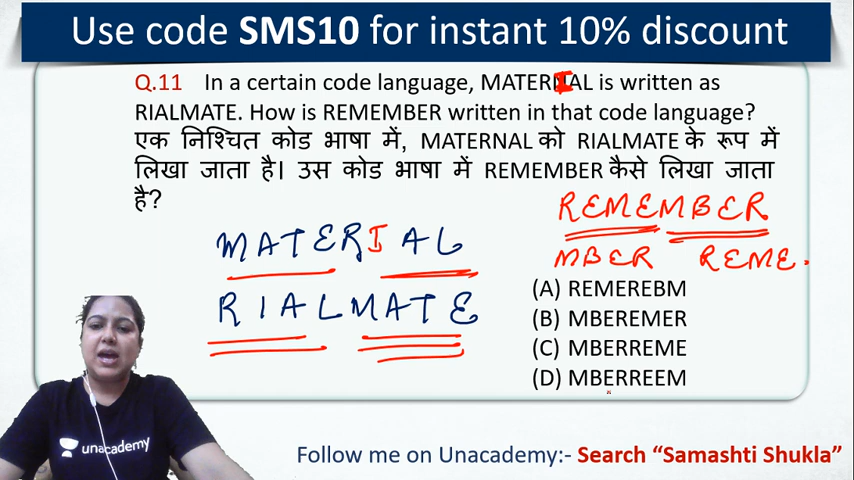 Use code SMS10 for instant 10% discount
Q.11 In a certain code language, MATERIAL is written as
RIALMATE. How is REMEMBER written in that code language?
एक निश्चित कोड भाषा में, MATERNAL को RIALMATE के रूप में
लिखा जाता है। उस कोड भाषा में REMEMBER कैसे लिखा जाता
है?
REMEMBER
MATERIAL
MBER REME.
RIALMATE
(A) REMEREBM
(B) MBEREMER
(C) MBERREME
(D) MBERREEM
unacademy
Follow me on Unacademy:- Search “Samashti Shukla”